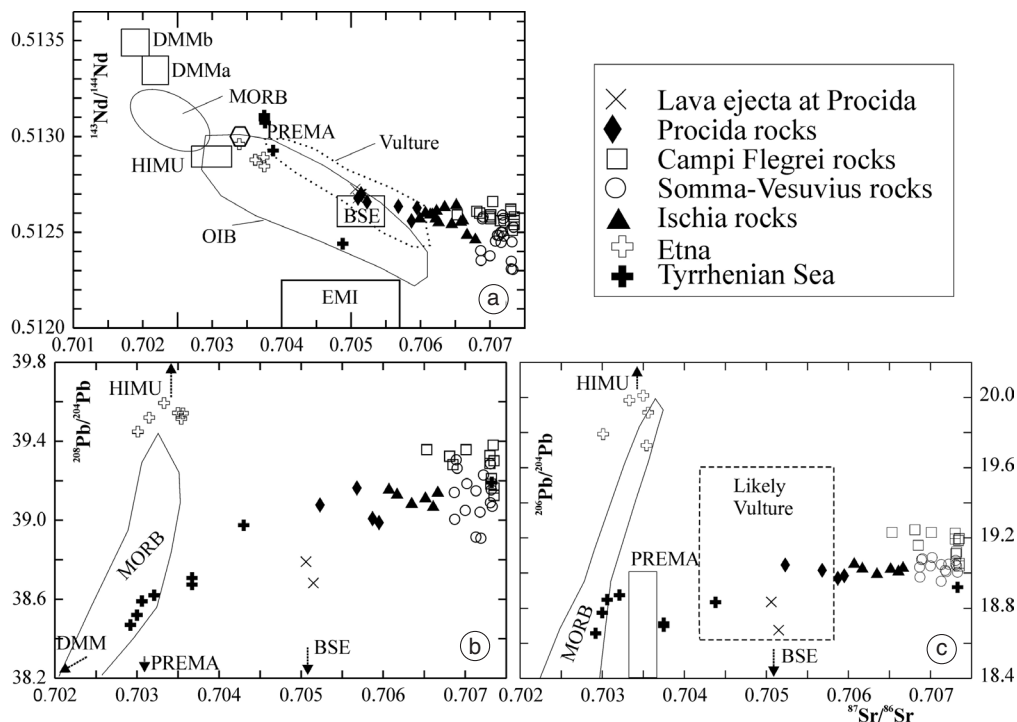 0.5135
0.5130
0.5125
0.5120
¹⁴³Nd/¹⁴⁴Nd
DMMb
DMMa
MORB
PREMA
HIMU
Vulture
BSE
OIB
EMI
a
0.701 0.702 0.703 0.704 0.705 0.706 0.707
Lava ejecta at Procida
Procida rocks
Campi Flegrei rocks
Somma-Vesuvius rocks
Ischia rocks
Etna
Tyrrhenian Sea
39.8
39.4
39.0
38.6
38.2
²⁰⁸Pb/²⁰⁴Pb
HIMU
MORB
DMM
PREMA
BSE
b
0.702 0.703 0.704 0.705 0.706 0.707
²⁰⁶Pb/²⁰⁴Pb
HIMU
Likely
Vulture
PREMA
MORB
BSE
c
20.0
19.6
19.2
18.8
18.4
0.702 0.703 0.704 0.705 0.706 0.707
⁸⁷Sr/⁸⁶Sr